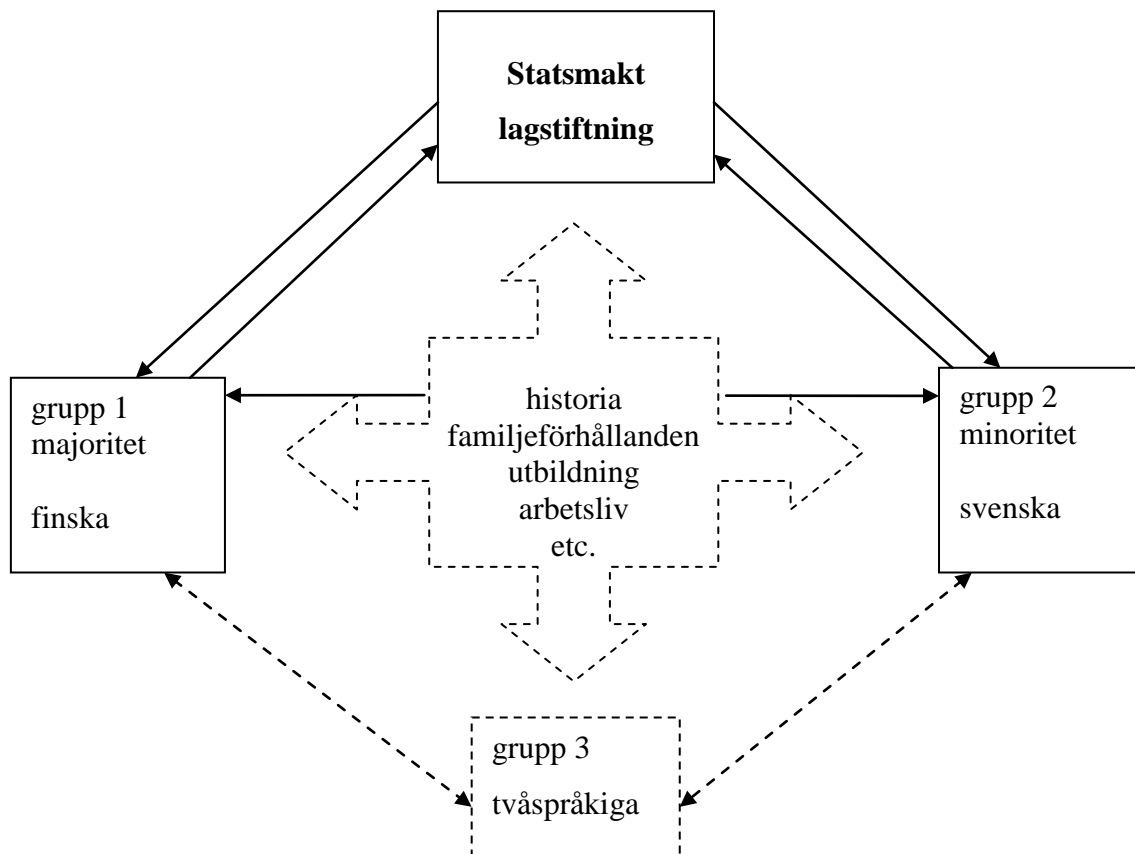 Statsmakt
lagstiftning
grupp 1
majoritet
finska
historia
familjeförhållanden
utbildning
arbetsliv
etc.
grupp 2
minoritet
svenska
grupp 3
tvåspråkiga